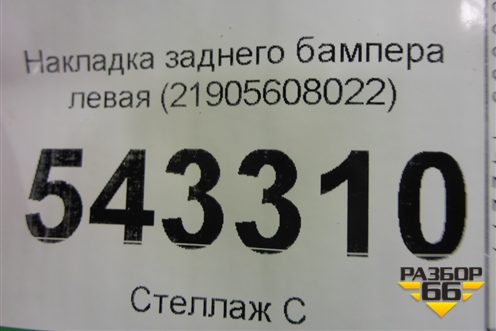 Накладка заднего бампера
левая (21905608022)
543310
Стеллаж С
РАЗБОР
66